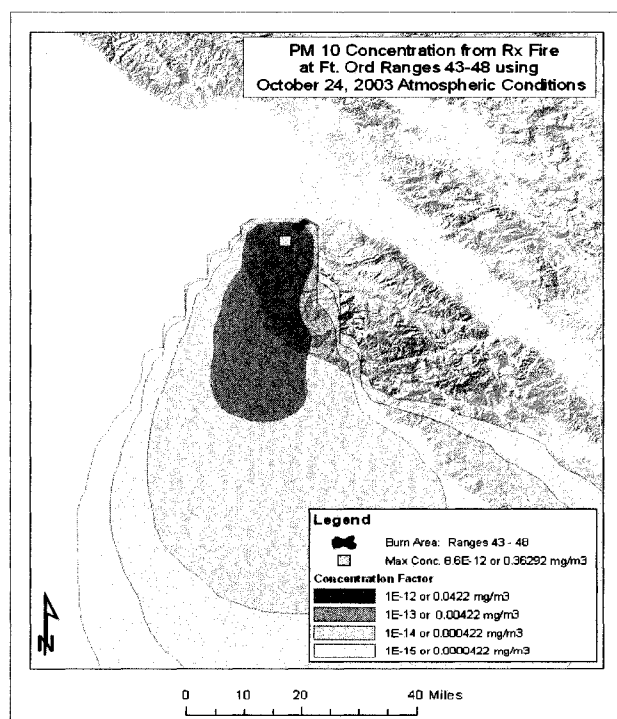 PM 10 Concentration from Rx Fire
at Ft. Ord Ranges 43-48 using
October 24, 2003 Atmospheric Conditions
Legend
Burn Area: Ranges 43 - 48
Max Conc. 8.6E-12 or 0.36292 mg/m3
Concentration Factor
1E-12 or 0.0422 mg/m3
1E-13 or 0.00422 mg/m3
1E-14 or 0.000422 mg/m3
1E-15 or 0.0000422 mg/m3
N
0 10 20 40 Miles